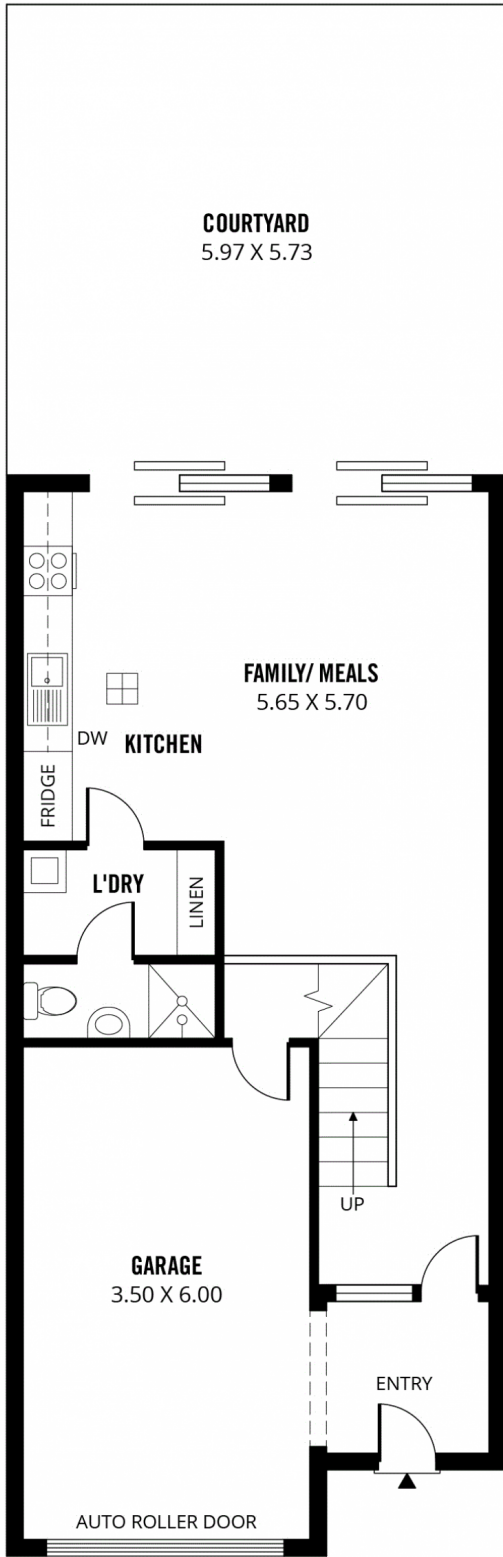 COURTYARD
5.97 X 5.73
FAMILY/ MEALS
5.65 X 5.70
DW
KITCHEN
FRIDGE
L'DRY
LINEN
UP
GARAGE
3.50 X 6.00
ENTRY
AUTO ROLLER DOOR